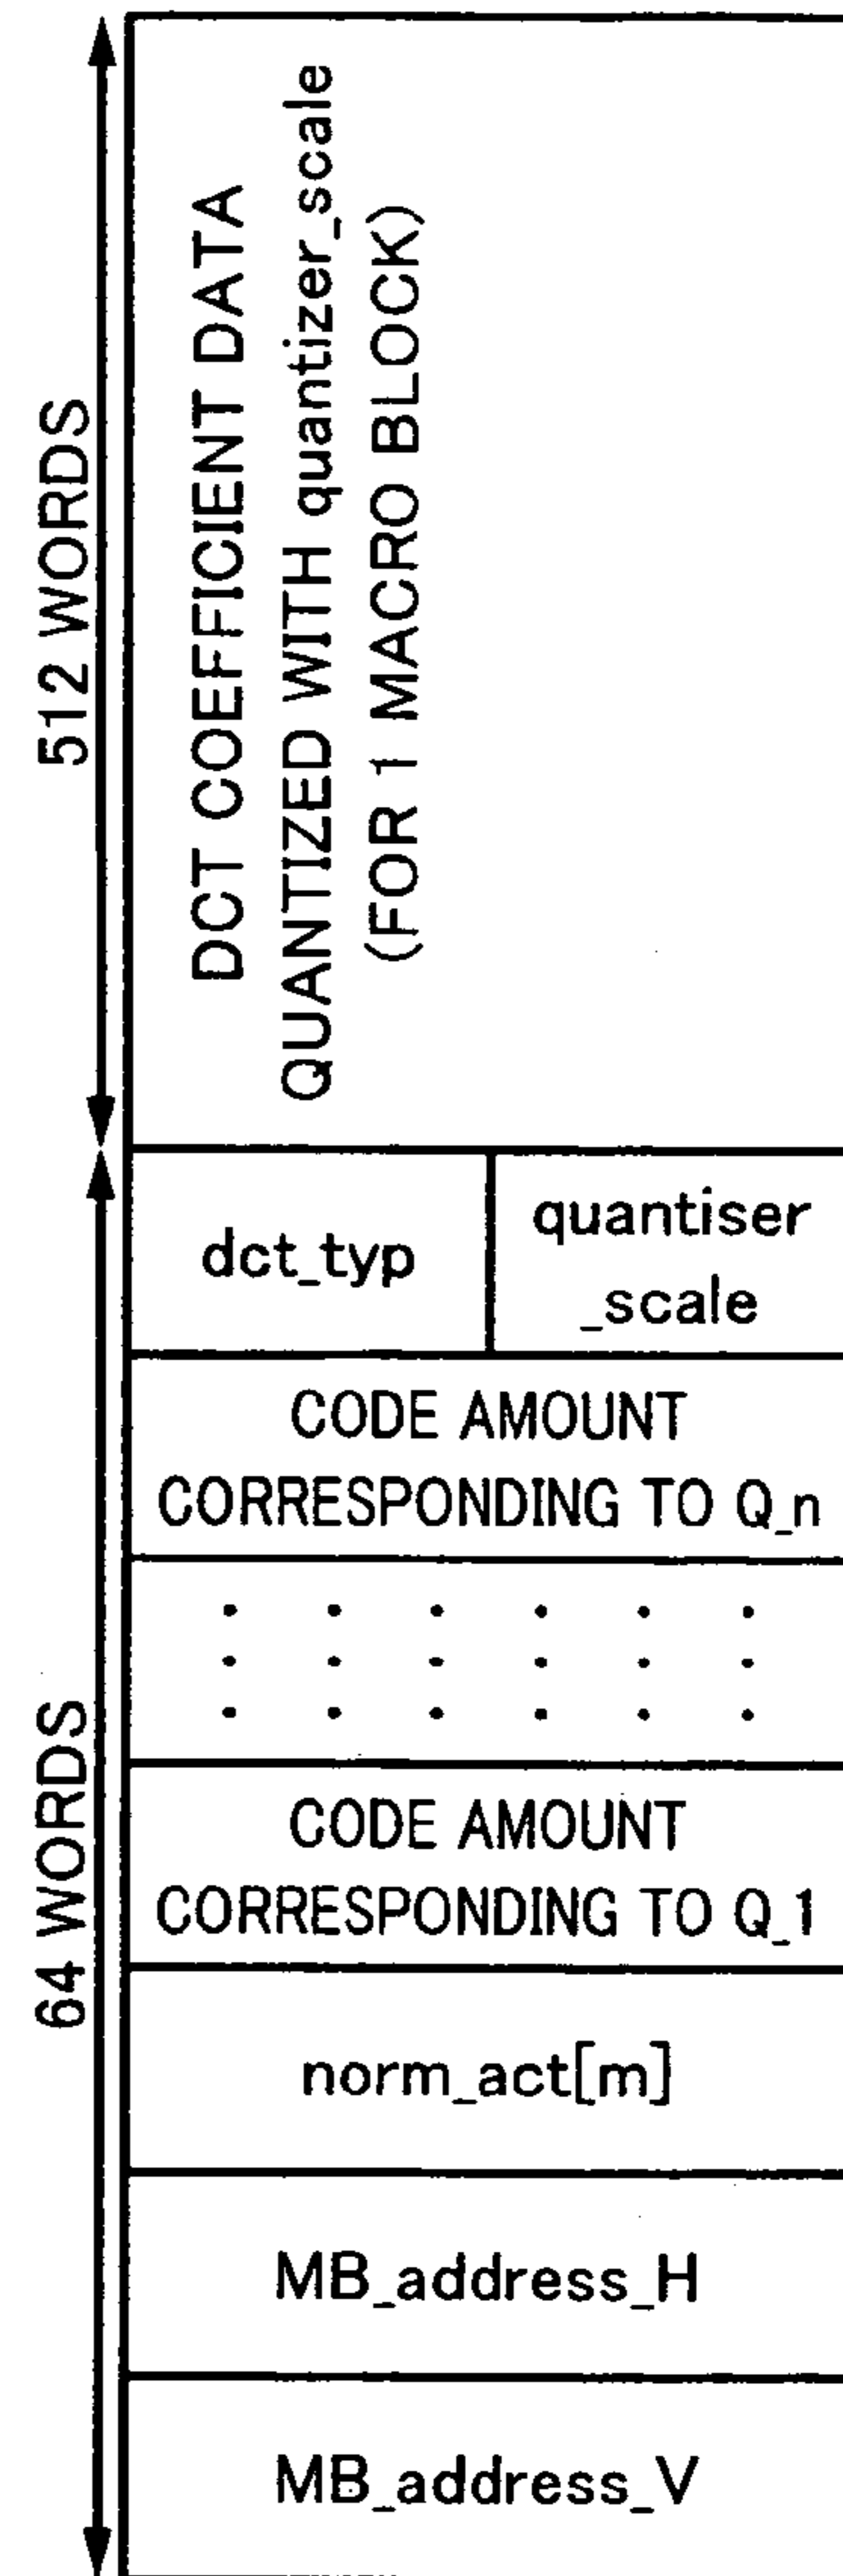 512 WORDS
DCT COEFFICIENT DATA
QUANTIZED WITH quantizer_scale
(FOR 1 MACRO BLOCK)
64 WORDS
dct_typ
quantiser
_scale
CODE AMOUNT
CORRESPONDING TO Q_n
CODE AMOUNT
CORRESPONDING TO Q_1
norm_act[m]
MB_address_H
MB_address_V